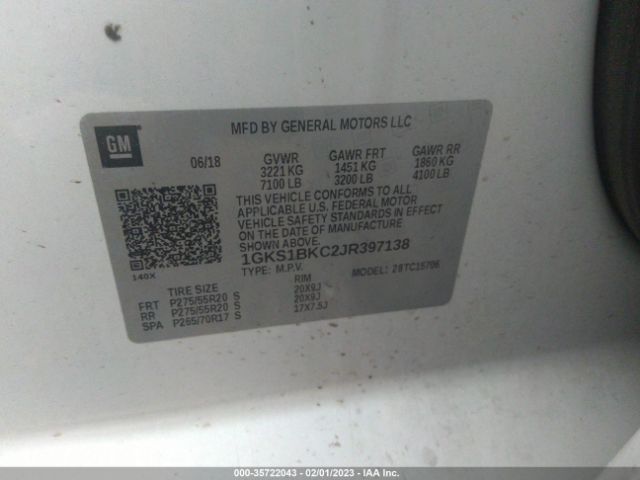 MFD BY GENERAL MOTORS LLC
GM
06/18 GVWR GAWR FRT GAWR RR
3221 KG 1451 KG 1860 KG
7100 LB 3200 LB 4100 LB
THIS VEHICLE CONFORMS TO ALL
APPLICABLE U.S. FEDERAL MOTOR
VEHICLE SAFETY STANDARDS IN EFFECT
ON THE DATE OF MANUFACTURE
SHOWN ABOVE.
1GKS1BKC2JR397138
TYPE: M.P.V. MODEL: 28TC15706
140X
TIRE SIZE RIM
FRT P275/55R20 S 20X9J
RR P275/55R20 S 20X9J
SPA P265/70R17 S 17X7.5J
000-35722043 - 02/01/2023 - IAAI.COM